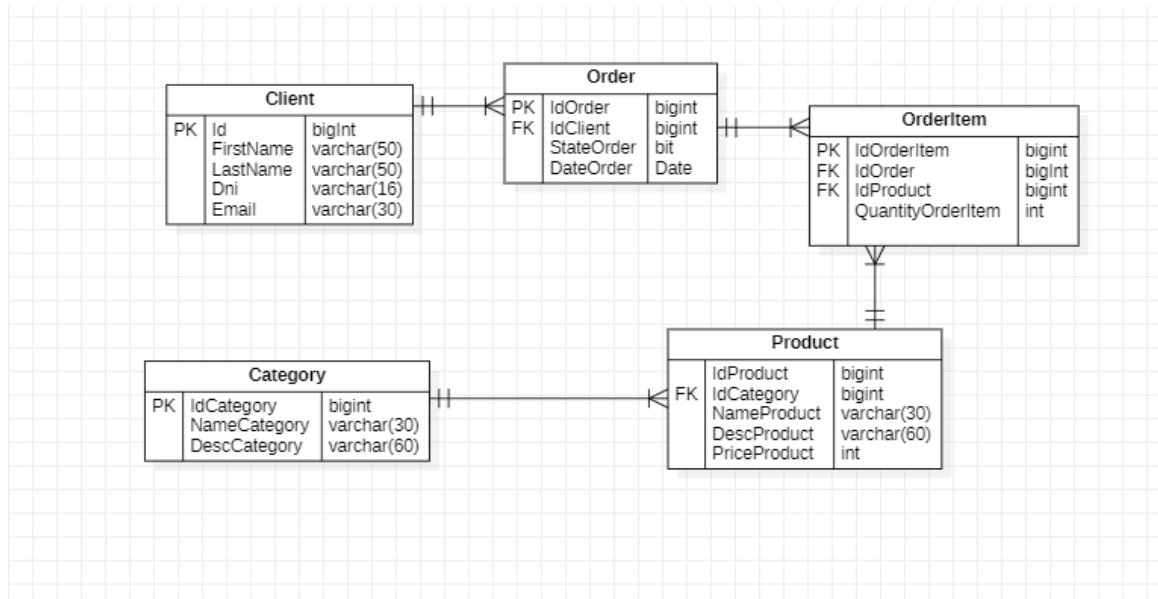 Client
PK Id bigInt
FirstName varchar(50)
LastName varchar(50)
Dni varchar(16)
Email varchar(30)
Order
PK IdOrder bigint
FK IdClient bigint
StateOrder bit
DateOrder Date
OrderItem
PK IdOrderItem bigint
FK IdOrder bigInt
FK IdProduct bigint
QuantityOrderItem int
Category
PK IdCategory bigint
NameCategory varchar(30)
DescCategory varchar(60)
Product
IdProduct bigint
FK IdCategory bigint
NameProduct varchar(30)
DescProduct varchar(60)
PriceProduct int